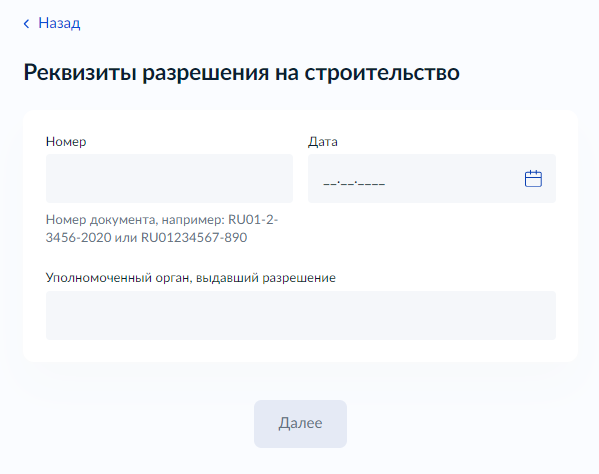 Назад
Реквизиты разрешения на строительство
Номер
Дата
__.__.____
Номер документа, например: RU01-2-
3456-2020 или RU01234567-890
Уполномоченный орган, выдавший разрешение
Далее